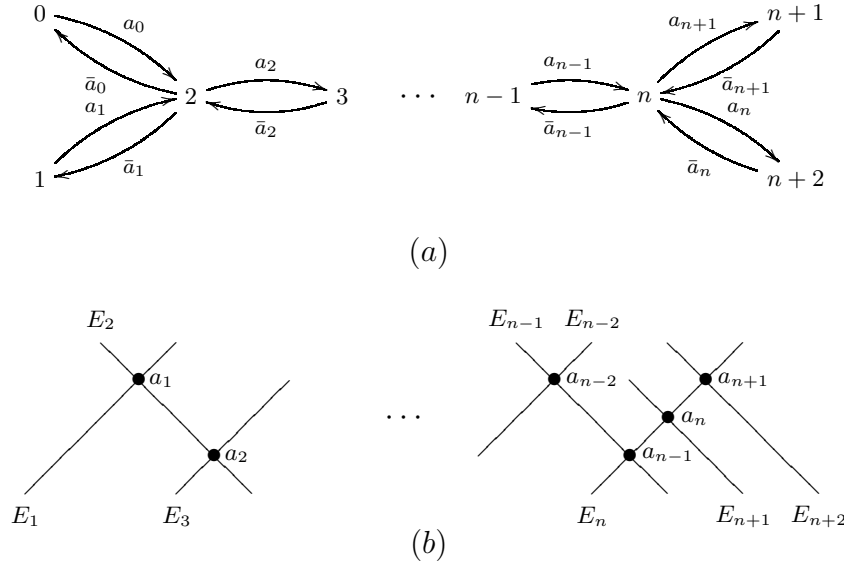 0 a_0 a_{n+1} n + 1
ā_0 a_2 a_{n−1} ā_{n+1}
a_1 2 3 · · · n − 1 n a_n
ā_2 ā_{n−1}
1 ā_1 ā_n n + 2
(a)
E_2 E_{n−1} E_{n−2}
a_1 a_{n−2} a_{n+1}
· · · a_n
a_2 a_{n−1}
E_1 E_3 E_n E_{n+1} E_{n+2}
(b)